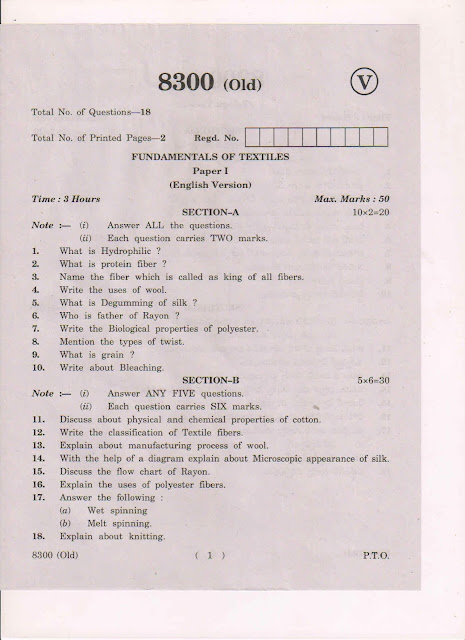 8300 (Old)
V
Total No. of Questions—18
Total No. of Printed Pages—2
Regd. No.
FUNDAMENTALS OF TEXTILES
Paper I
(English Version)
Time : 3 Hours
Max. Marks : 50
SECTION–A
10×2=20
Note :— (i) Answer ALL the questions.
(ii) Each question carries TWO marks.
1. What is Hydrophilic ?
2. What is protein fiber ?
3. Name the fiber which is called as king of all fibers.
4. Write the uses of wool.
5. What is Degumming of silk ?
6. Who is father of Rayon ?
7. Write the Biological properties of polyester.
8. Mention the types of twist.
9. What is grain ?
10. Write about Bleaching.
SECTION–B
5×6=30
Note :— (i) Answer ANY FIVE questions.
(ii) Each question carries SIX marks.
11. Discuss about physical and chemical properties of cotton.
12. Write the classification of Textile fibers.
13. Explain about manufacturing process of wool.
14. With the help of a diagram explain about Microscopic appearance of silk.
15. Discuss the flow chart of Rayon.
16. Explain the uses of polyester fibers.
17. Answer the following :
(a) Wet spinning
(b) Melt spinning.
18. Explain about knitting.
8300 (Old)
( 1 )
P.T.O.